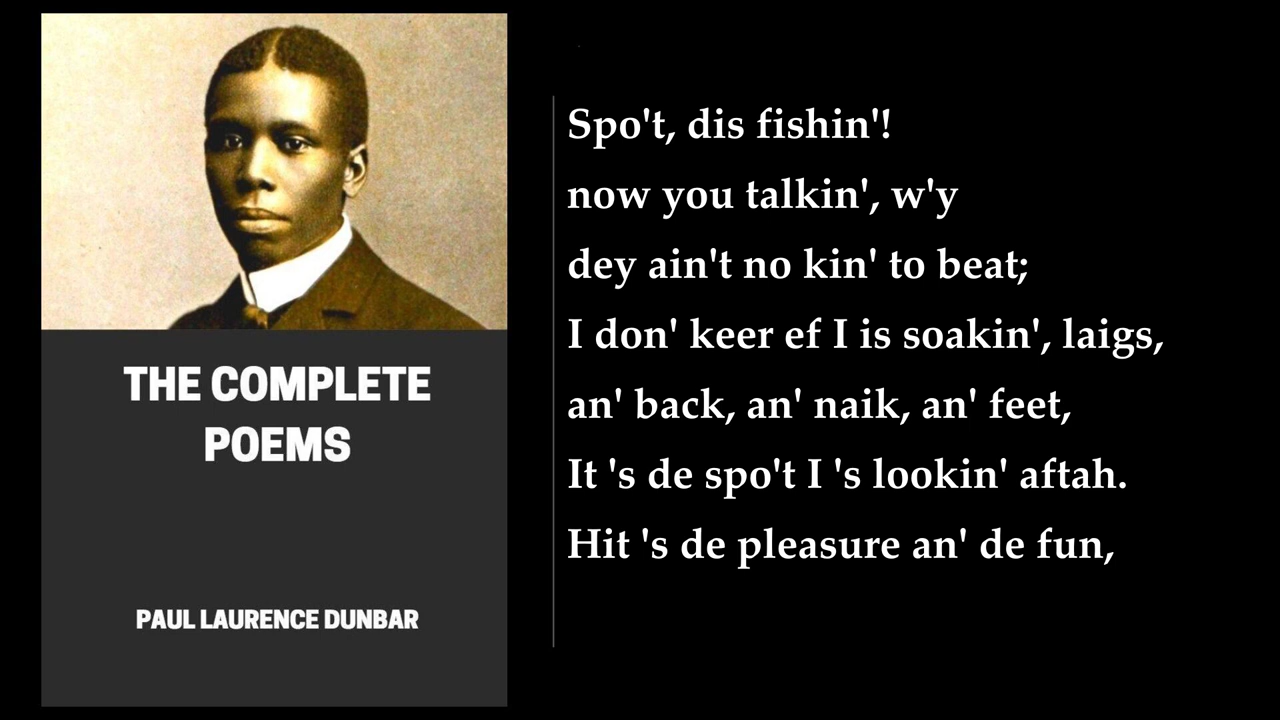 THE COMPLETE
POEMS
PAUL LAURENCE DUNBAR
Spo't, dis fishin'!
now you talkin', w'y
dey ain't no kin' to beat;
I don' keer ef I is soakin', laigs,
an' back, an' naik, an' feet,
It 's de spo't I 's lookin' aftah.
Hit 's de pleasure an' de fun,